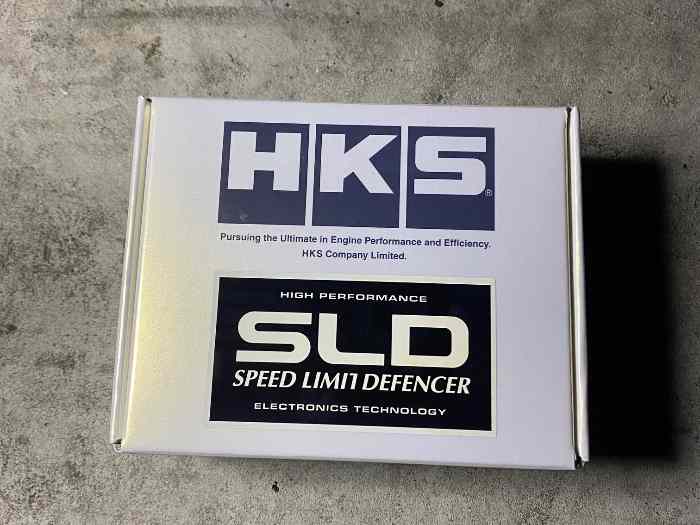 HKS®
Pursuing the Ultimate in Engine Performance and Efficiency.
HKS Company Limited.
HIGH PERFORMANCE
SLD
SPEED LIMIT DEFENCER
ELECTRONICS TECHNOLOGY